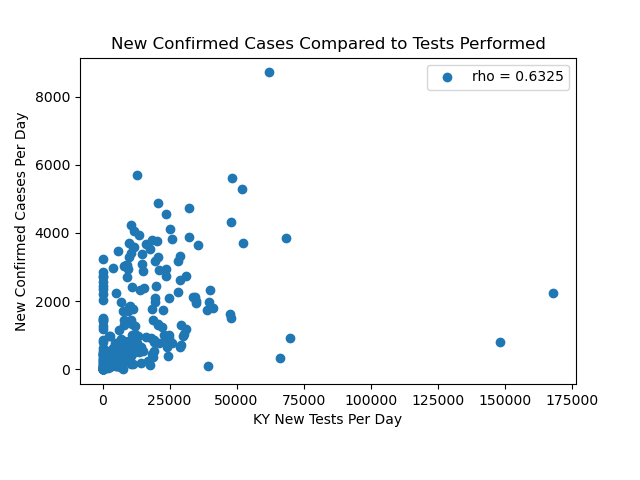 New Confirmed Cases Compared to Tests Performed
rho = 0.6325
New Confirmed Caeses Per Day
8000
6000
4000
2000
0
0 25000 50000 75000 100000 125000 150000 175000
KY New Tests Per Day